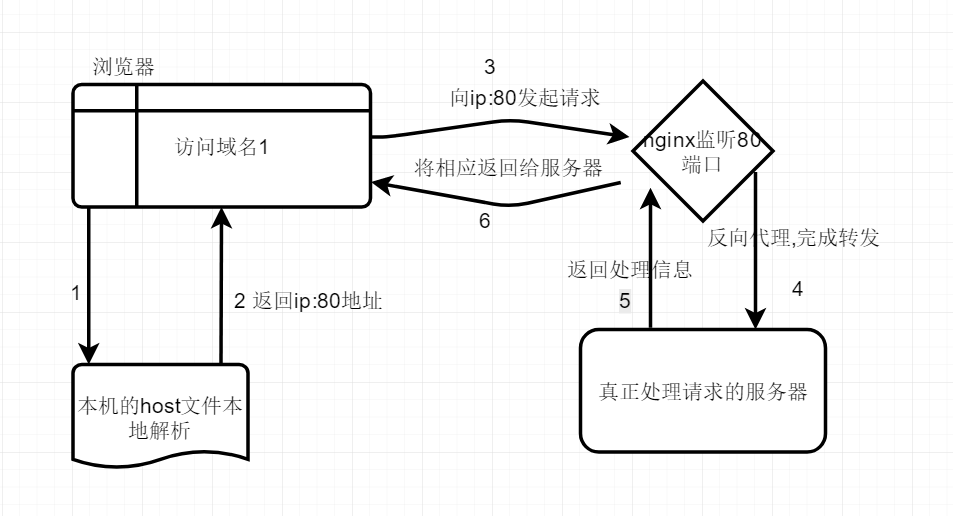 浏览器
3
向ip:80发起请求
访问域名1
nginx监听80
端口
将相应返回给服务器
6
反向代理,完成转发
返回处理信息
1
2 返回ip:80地址
5
4
本机的host文件本
地解析
真正处理请求的服务器